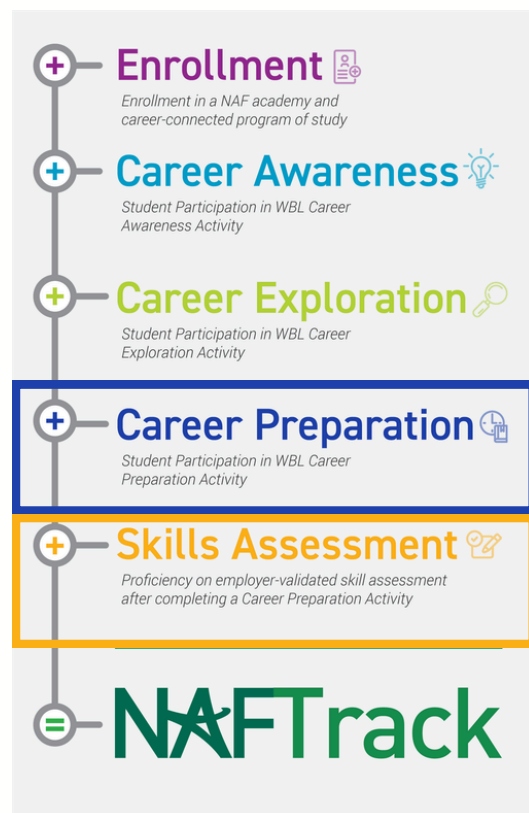 + Enrollment
Enrollment in a NAF academy and
career-connected program of study
+ Career Awareness
Student Participation in WBL Career
Awareness Activity
+ Career Exploration
Student Participation in WBL Career
Exploration Activity
+ Career Preparation
Student Participation in WBL Career
Preparation Activity
+ Skills Assessment
Proficiency on employer-validated skill assessment
after completing a Career Preparation Activity
= NAFTrack